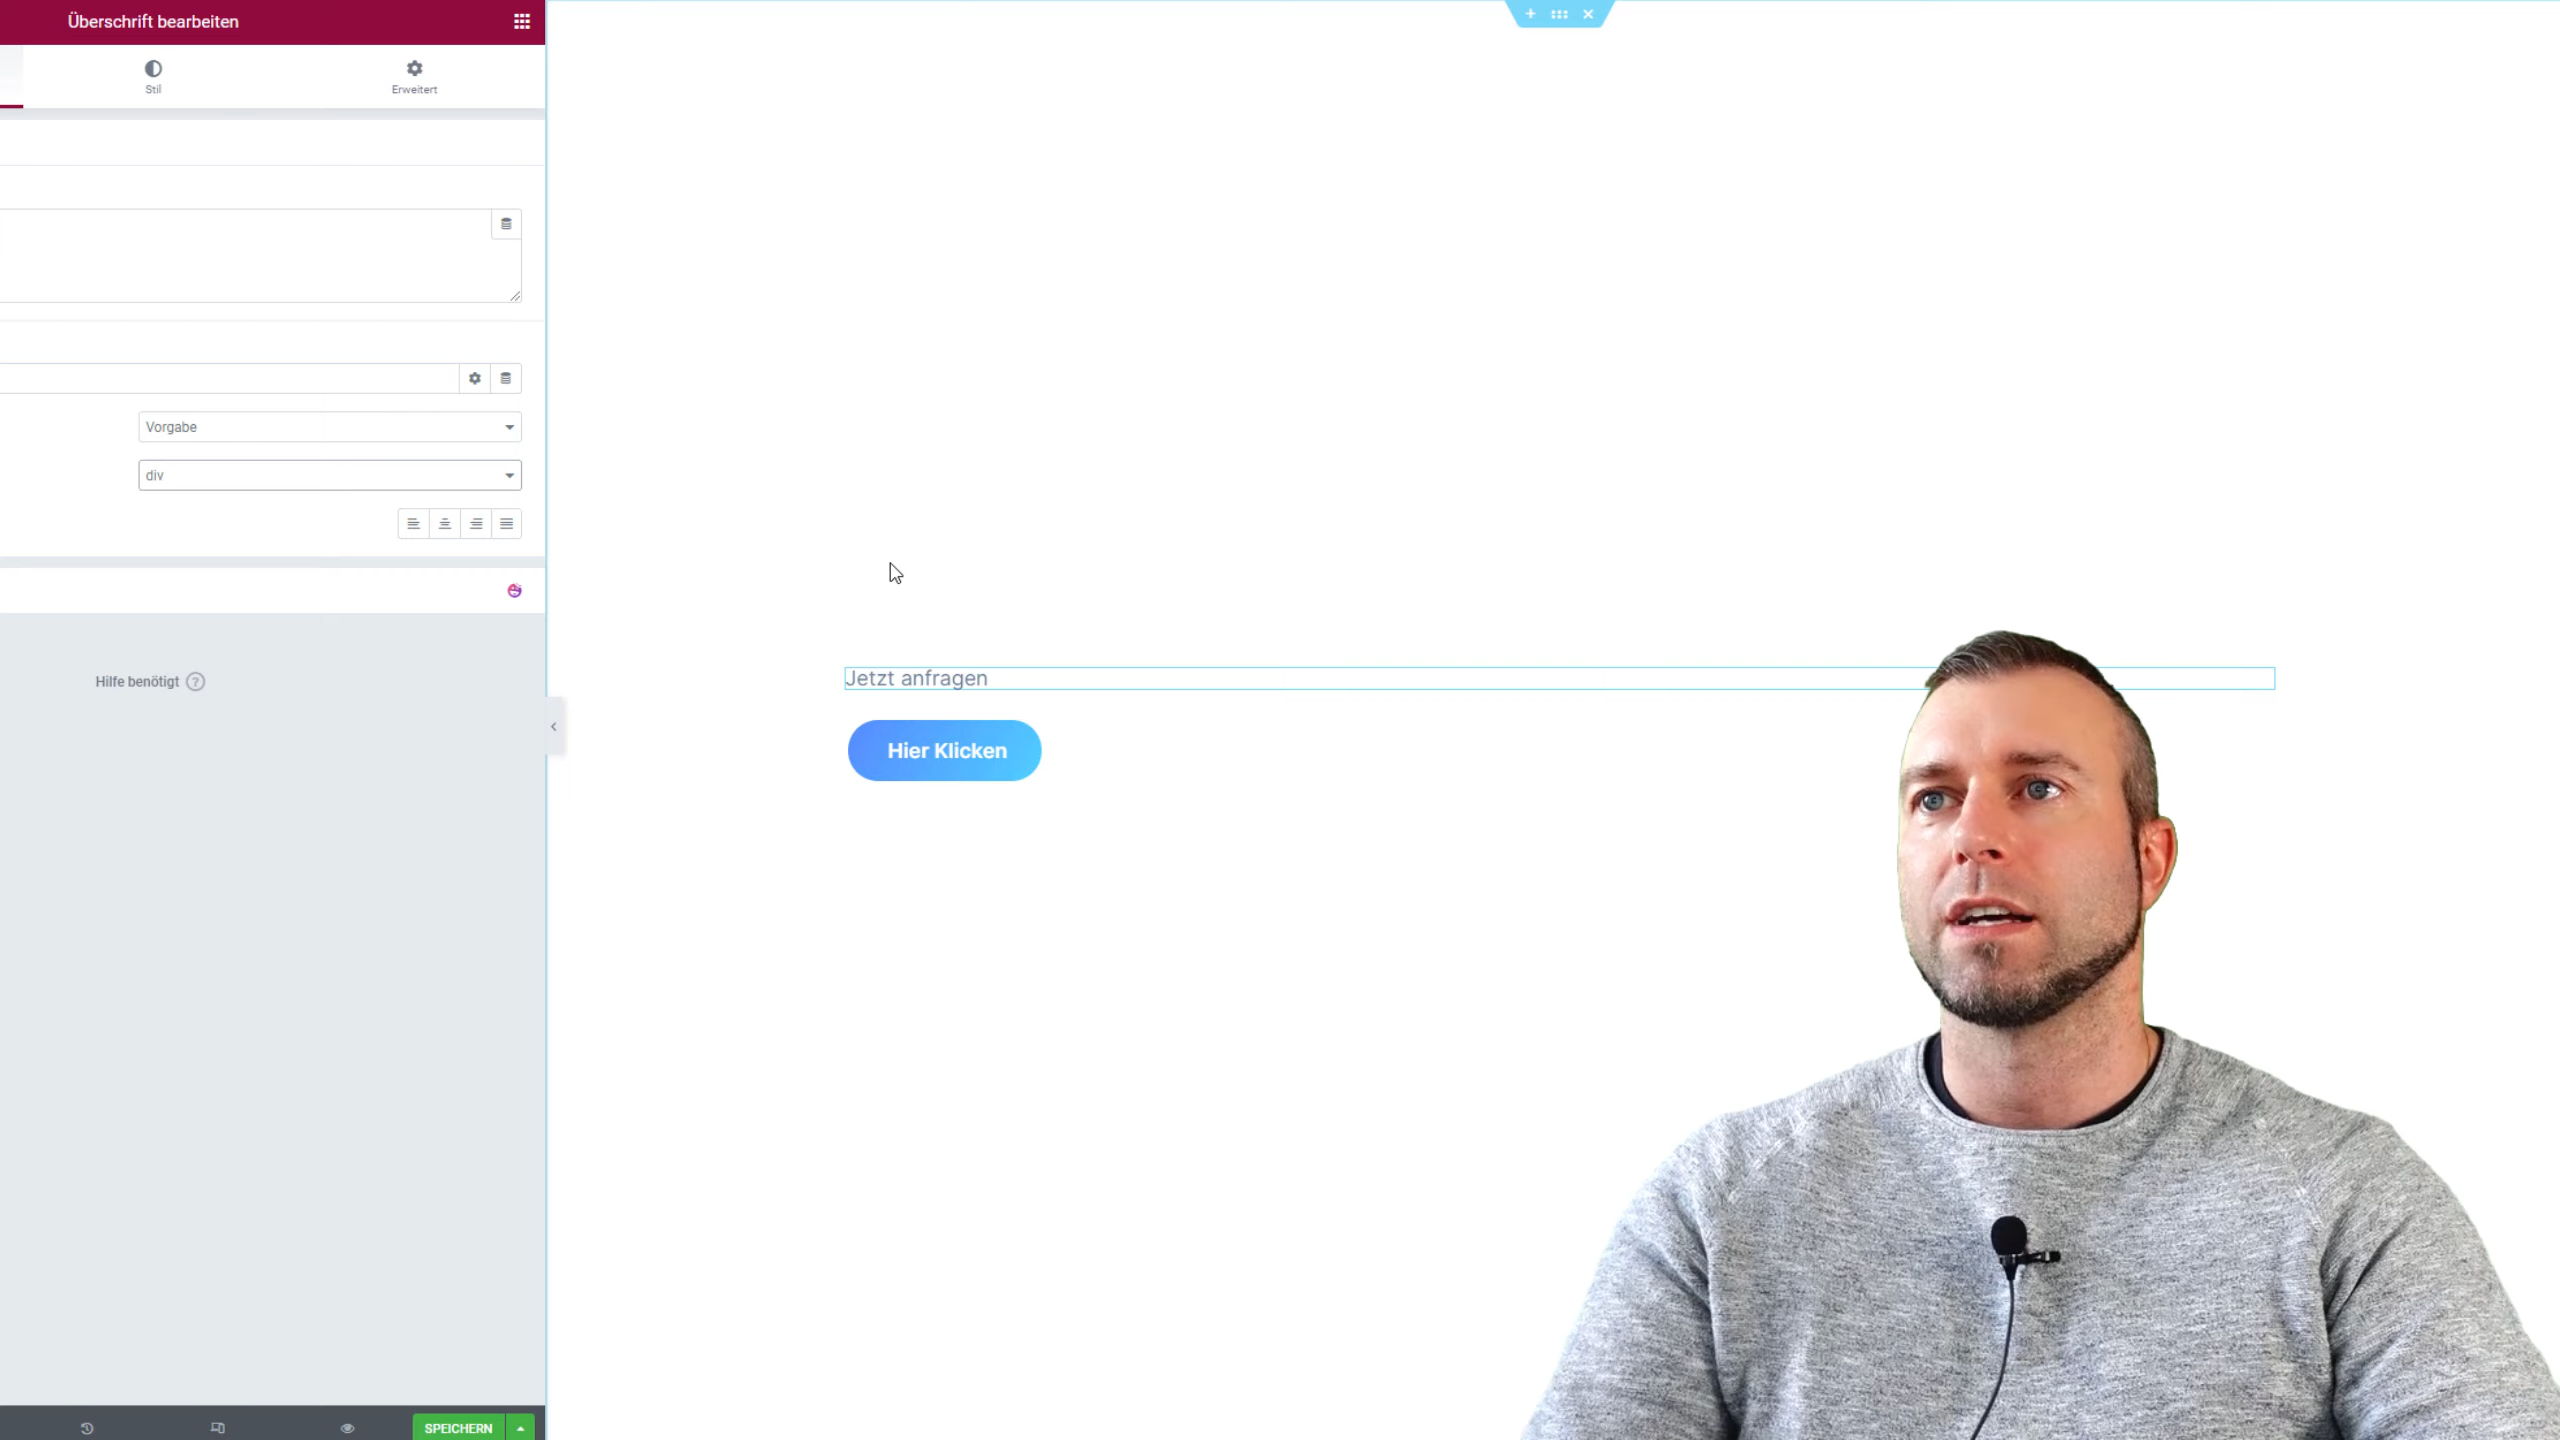 Überschrift bearbeiten
Stil
Erweitert
Vorgabe
div
Hilfe benötigt ?
Jetzt anfragen
Hier Klicken
SPEICHERN